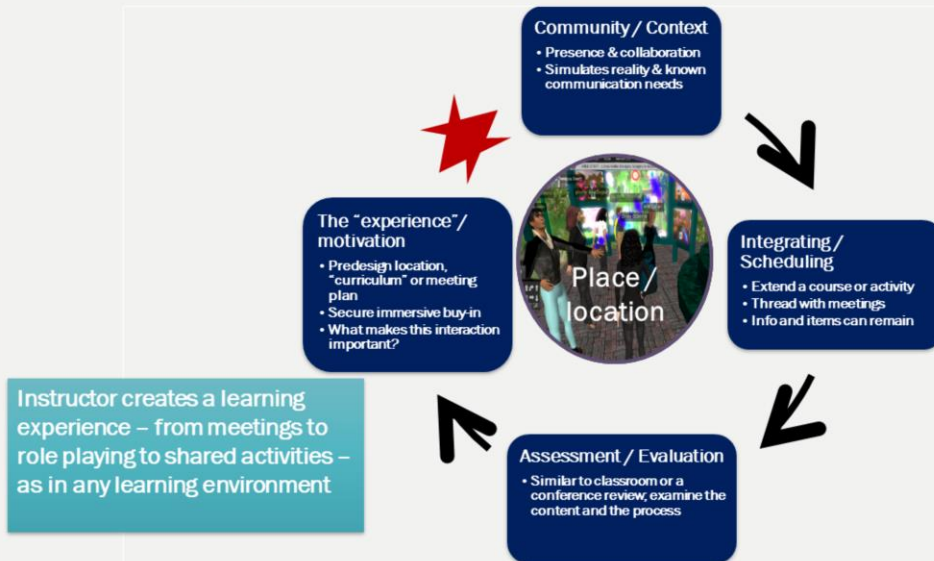 Community / Context
• Presence & collaboration
• Simulates reality & known
communication needs
The “experience”/
motivation
• Predesign location,
“curriculum” or meeting
plan
• Secure immersive buy-in
• What makes this interaction
important?
Place /
location
Integrating /
Scheduling
• Extend a course or activity
• Thread with meetings
• Info and items can remain
Instructor creates a learning
experience – from meetings to
role playing to shared activities –
as in any learning environment
Assessment / Evaluation
• Similar to classroom or a
conference review; examine the
content and the process